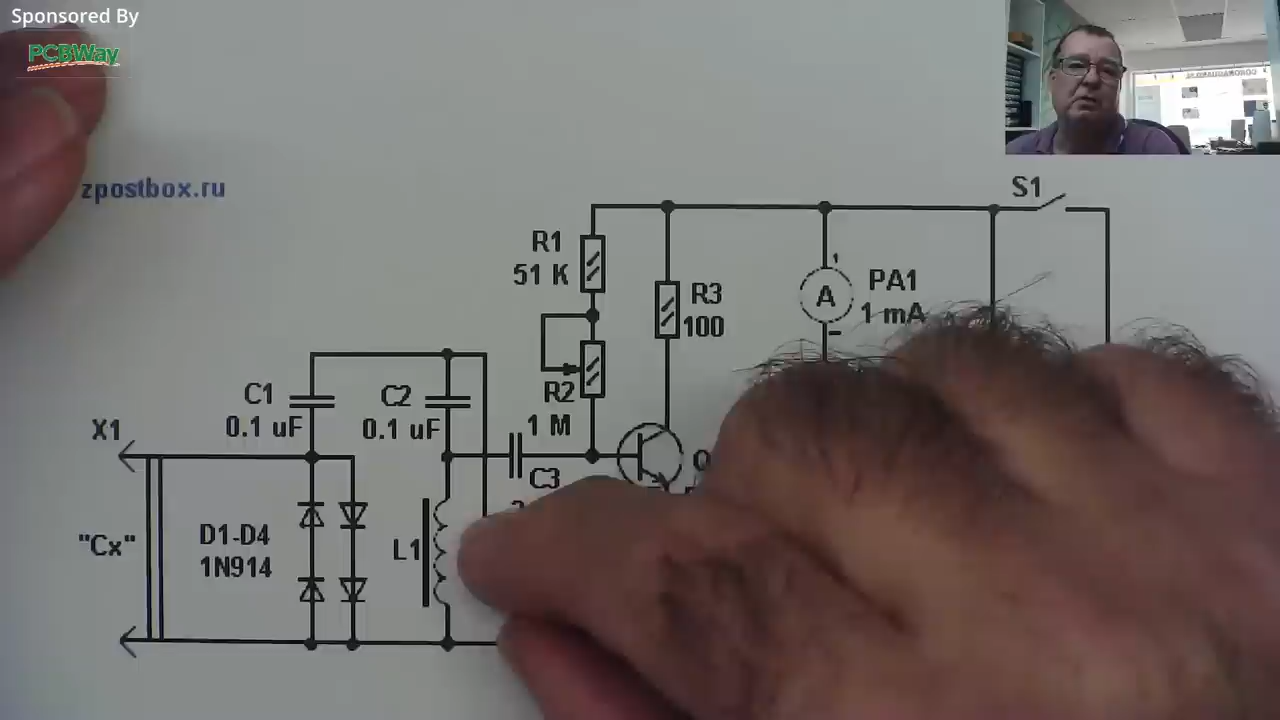 Sponsored By
PCBWay
zpostbox.ru
S1
R1
51 K
R3
100
A
PA1
1 mA
R2
1 M
C1
0.1 uF
C2
0.1 uF
C3
X1
"Cx"
D1-D4
1N914
L1